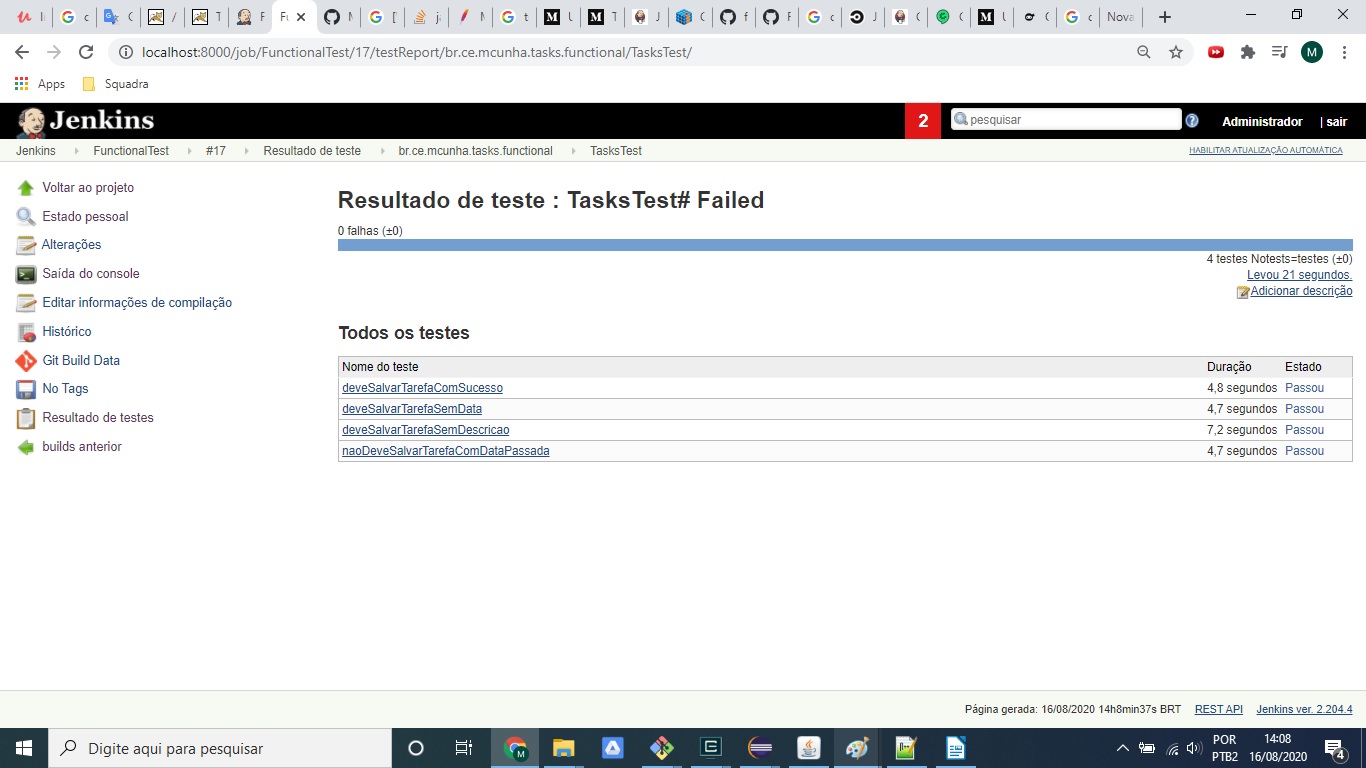 Nova
localhost:8000/job/FunctionalTest/17/testReport/br.ce.mcunha.tasks.functional/TasksTest/
M
Apps Squadra
Jenkins
2
pesquisar
Administrador | sair
Jenkins FunctionalTest #17 Resultado de teste br.ce.mcunha.tasks.functional TasksTest
HABILITAR ATUALIZAÇÃO AUTOMÁTICA
Voltar ao projeto
Estado pessoal
Alterações
Saída do console
Editar informações de compilação
Histórico
Git Build Data
No Tags
Resultado de testes
builds anterior
Resultado de teste : TasksTest# Failed
0 falhas (±0)
4 testes Notests=testes (±0)
Levou 21 segundos.
Adicionar descrição
Todos os testes
Nome do teste Duração Estado
deveSalvarTarefaComSucesso 4,8 segundos Passou
deveSalvarTarefaSemData 4,7 segundos Passou
deveSalvarTarefaSemDescricao 7,2 segundos Passou
naoDeveSalvarTarefaComDataPassada 4,7 segundos Passou
Página gerada: 16/08/2020 14h8min37s BRT REST API Jenkins ver. 2.204.4
Digite aqui para pesquisar
POR
PTB2
14:08
16/08/2020
4